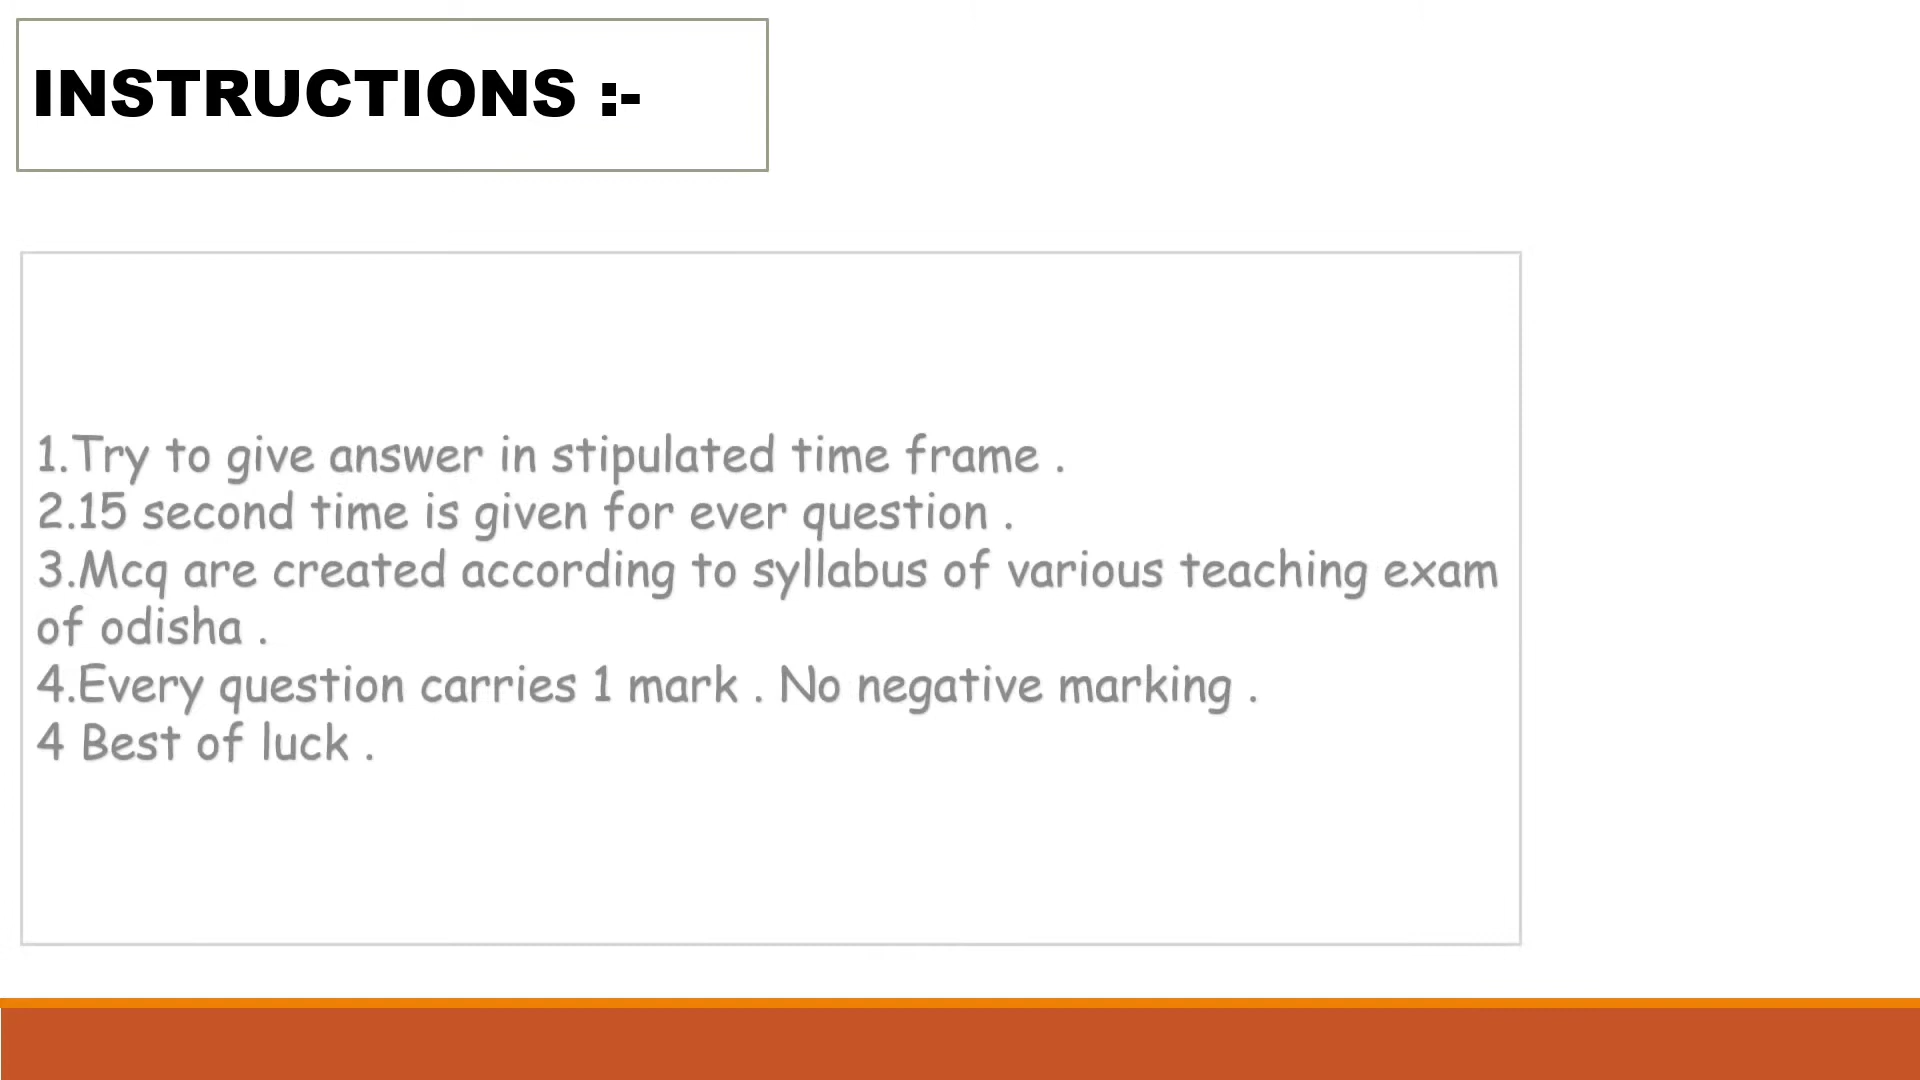 INSTRUCTIONS :-
1.Try to give answer in stipulated time frame .
2.15 second time is given for ever question .
3.Mcq are created according to syllabus of various teaching exam
of odisha .
4.Every question carries 1 mark . No negative marking .
4 Best of luck .